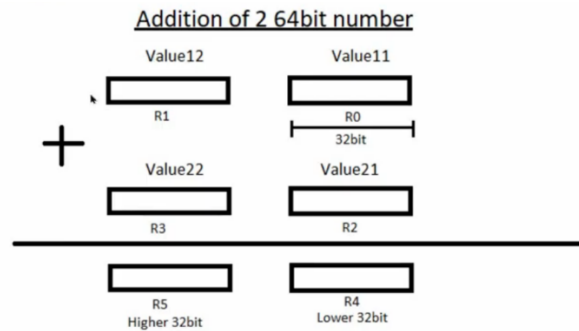 Addition of 2 64bit number
Value12 Value11
R1 R0
32bit
+
Value22 Value21
R3 R2
R5 R4
Higher 32bit Lower 32bit